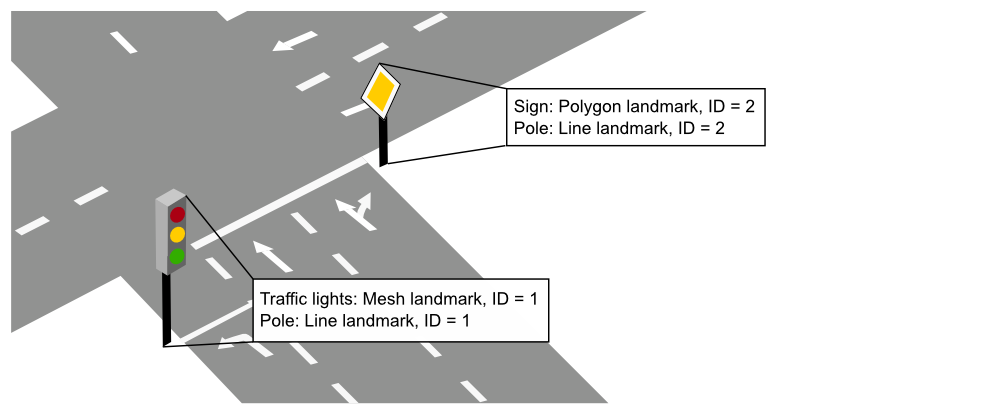 Sign: Polygon landmark, ID = 2
Pole: Line landmark, ID = 2
Traffic lights: Mesh landmark, ID = 1
Pole: Line landmark, ID = 1